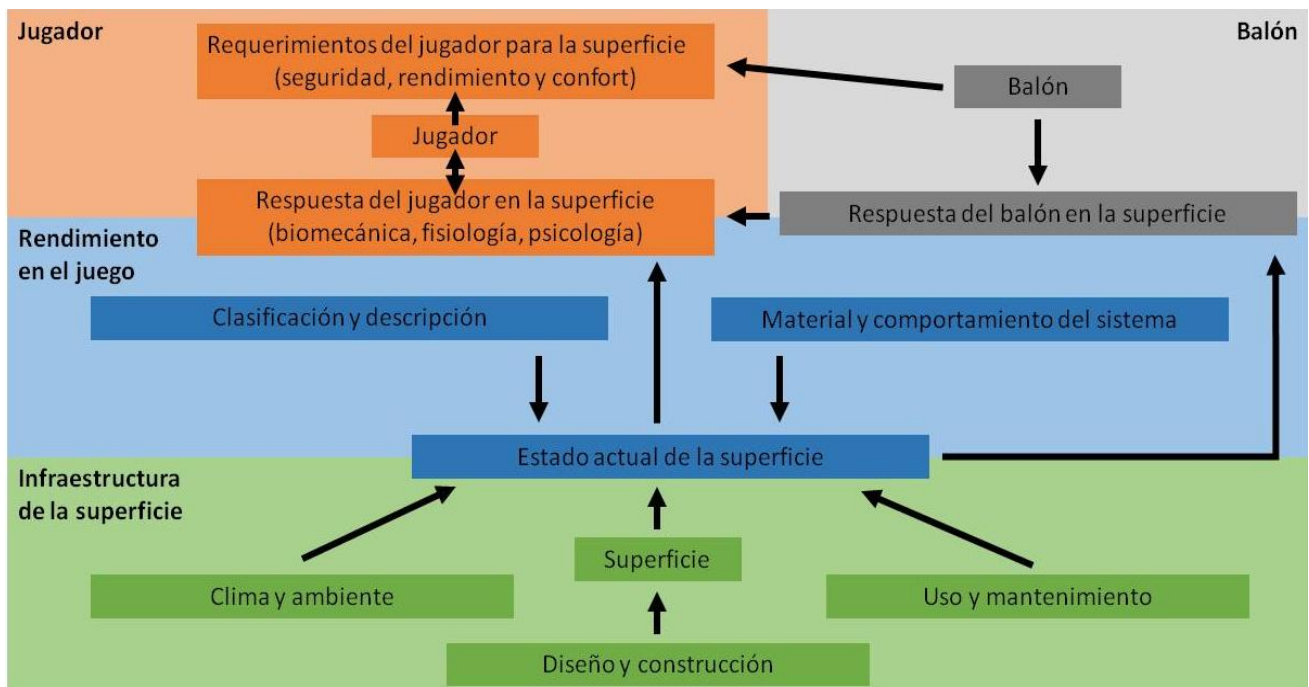 Jugador
Balón
Requerimientos del jugador para la superficie
(seguridad, rendimiento y confort)
Balón
Jugador
Respuesta del jugador en la superficie
(biomecánica, fisiología, psicología)
Respuesta del balón en la superficie
Rendimiento
en el juego
Clasificación y descripción
Material y comportamiento del sistema
Estado actual de la superficie
Infraestructura
de la superficie
Superficie
Clima y ambiente
Uso y mantenimiento
Diseño y construcción